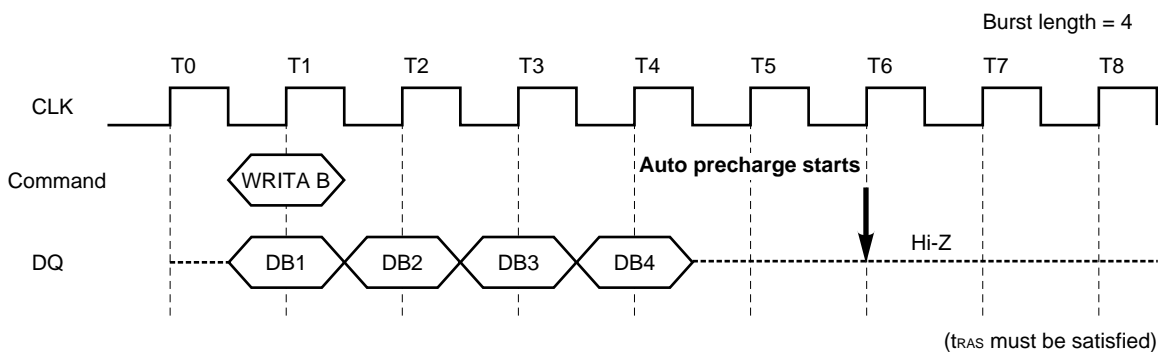 Burst length = 4
T0 T1 T2 T3 T4 T5 T6 T7 T8
CLK
Auto precharge starts
Command WRITA B
Hi-Z
DQ DB1 DB2 DB3 DB4
(tRAS must be satisfied)